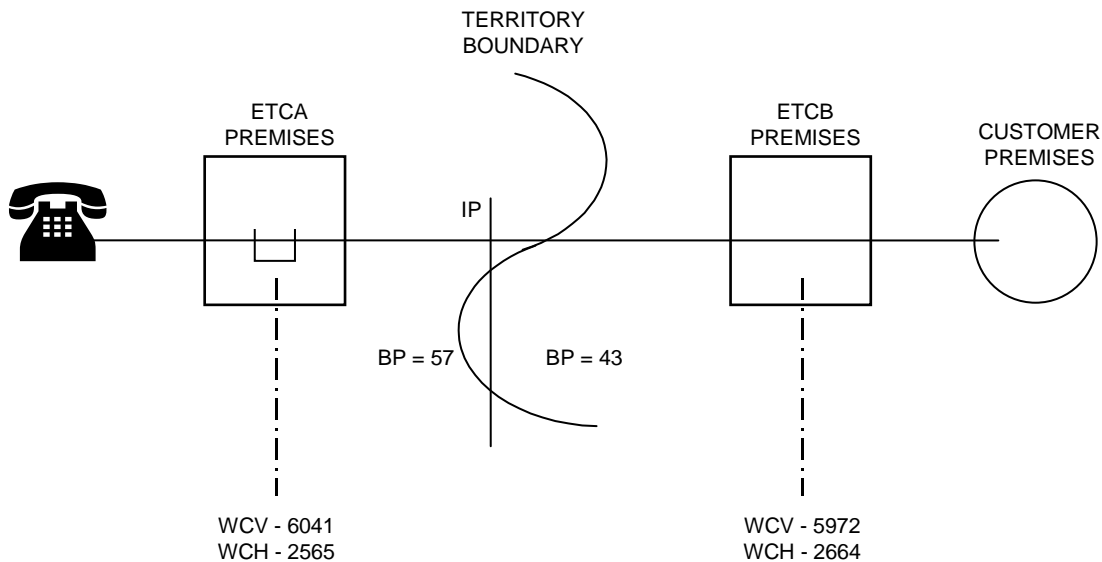 TERRITORY
BOUNDARY
ETCA
PREMISES
ETCB
PREMISES
CUSTOMER
PREMISES
IP
BP = 57
BP = 43
WCV - 6041
WCH - 2565
WCV - 5972
WCH - 2664